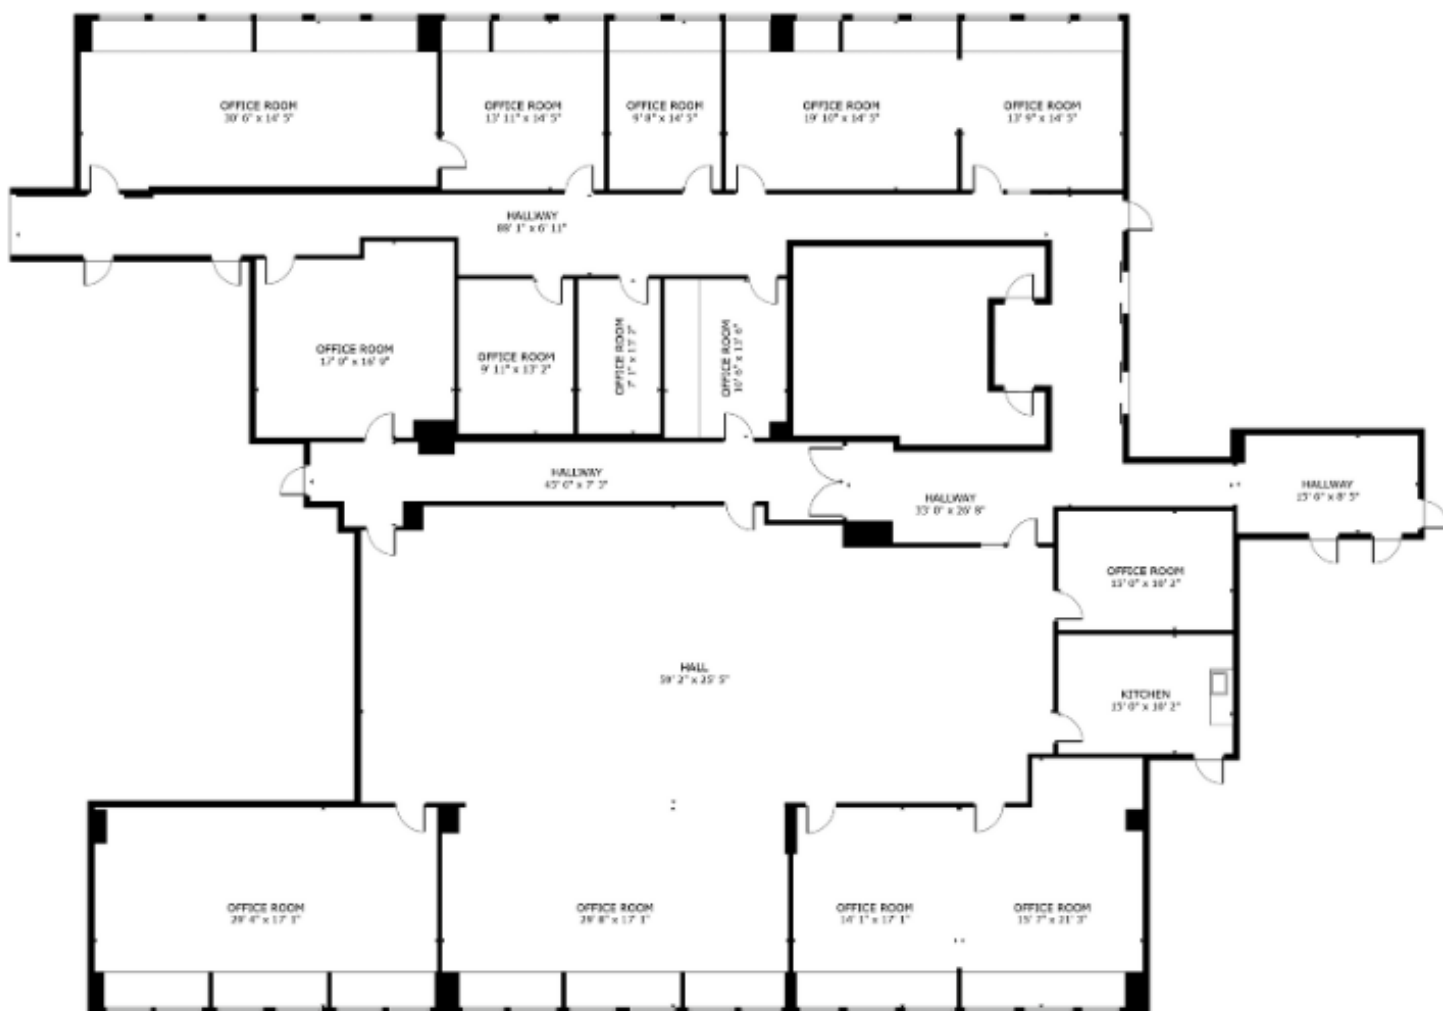 OFFICE ROOM
30' 6" x 14' 5"
OFFICE ROOM
13' 11" x 14' 5"
OFFICE ROOM
9' 8" x 14' 5"
OFFICE ROOM
19' 10" x 14' 5"
OFFICE ROOM
13' 9" x 14' 5"
HALLWAY
88' 1" x 6' 11"
OFFICE ROOM
17' 0" x 16' 9"
OFFICE ROOM
9' 11" x 13' 2"
OFFICE ROOM
7' 1" x 13' 2"
OFFICE ROOM
10' 6" x 13' 6"
HALLWAY
43' 6" x 7' 3"
HALLWAY
33' 0" x 26' 8"
HALLWAY
15' 6" x 8' 5"
OFFICE ROOM
15' 0" x 10' 2"
HALL
59' 2" x 25' 5"
KITCHEN
15' 0" x 10' 2"
OFFICE ROOM
29' 4" x 17' 1"
OFFICE ROOM
29' 8" x 17' 1"
OFFICE ROOM
14' 1" x 17' 1"
OFFICE ROOM
15' 7" x 21' 3"